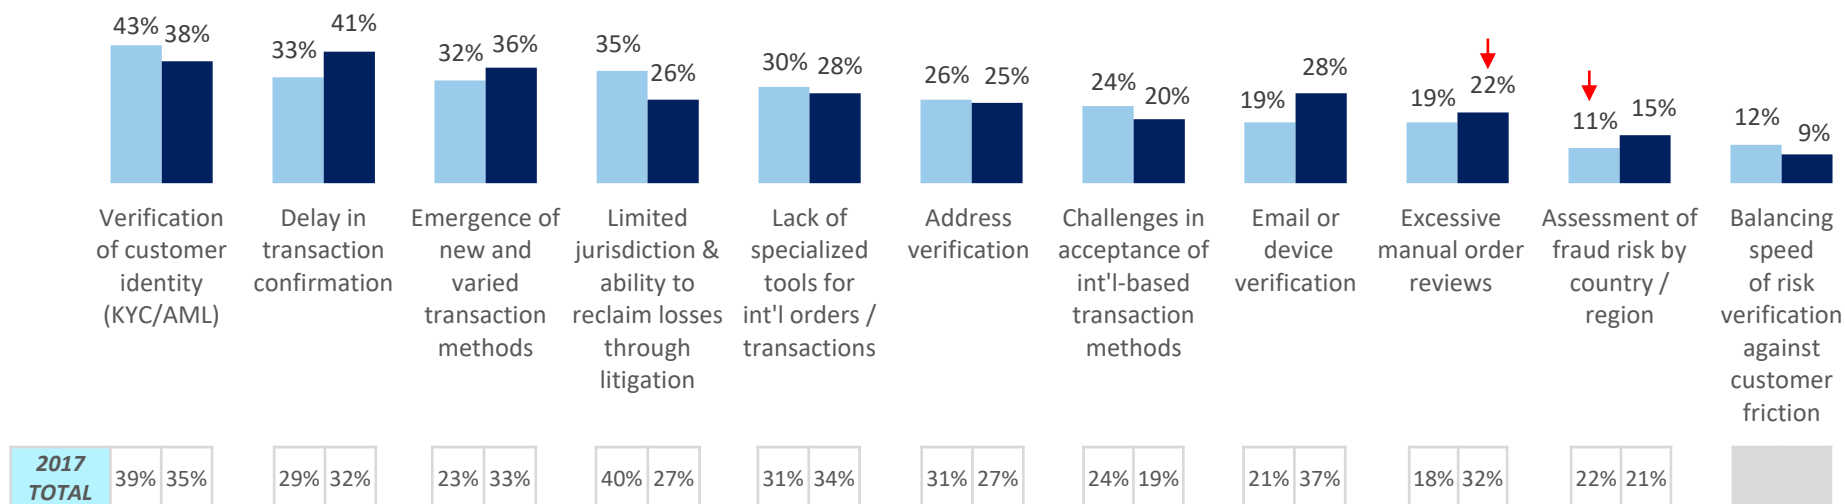 43% 38%
33% 41%
32% 36%
35% 26%
30% 28%
26% 25%
24% 20%
19% 28%
19% 22%
11% 15%
12% 9%
Verification
of customer
identity
(KYC/AML)
Delay in
transaction
confirmation
Emergence of
new and
varied
transaction
methods
Limited
jurisdiction &
ability to
reclaim losses
through
litigation
Lack of
specialized
tools for
int'l orders /
transactions
Address
verification
Challenges in
acceptance of
int'l-based
transaction
methods
Email or
device
verification
Excessive
manual order
reviews
Assessment of
fraud risk by
country /
region
Balancing
speed
of risk
verification
against
customer
friction
2017
TOTAL
39% 35% 29% 32% 23% 33% 40% 27% 31% 34% 31% 27% 24% 19% 21% 37% 18% 32% 22% 21%